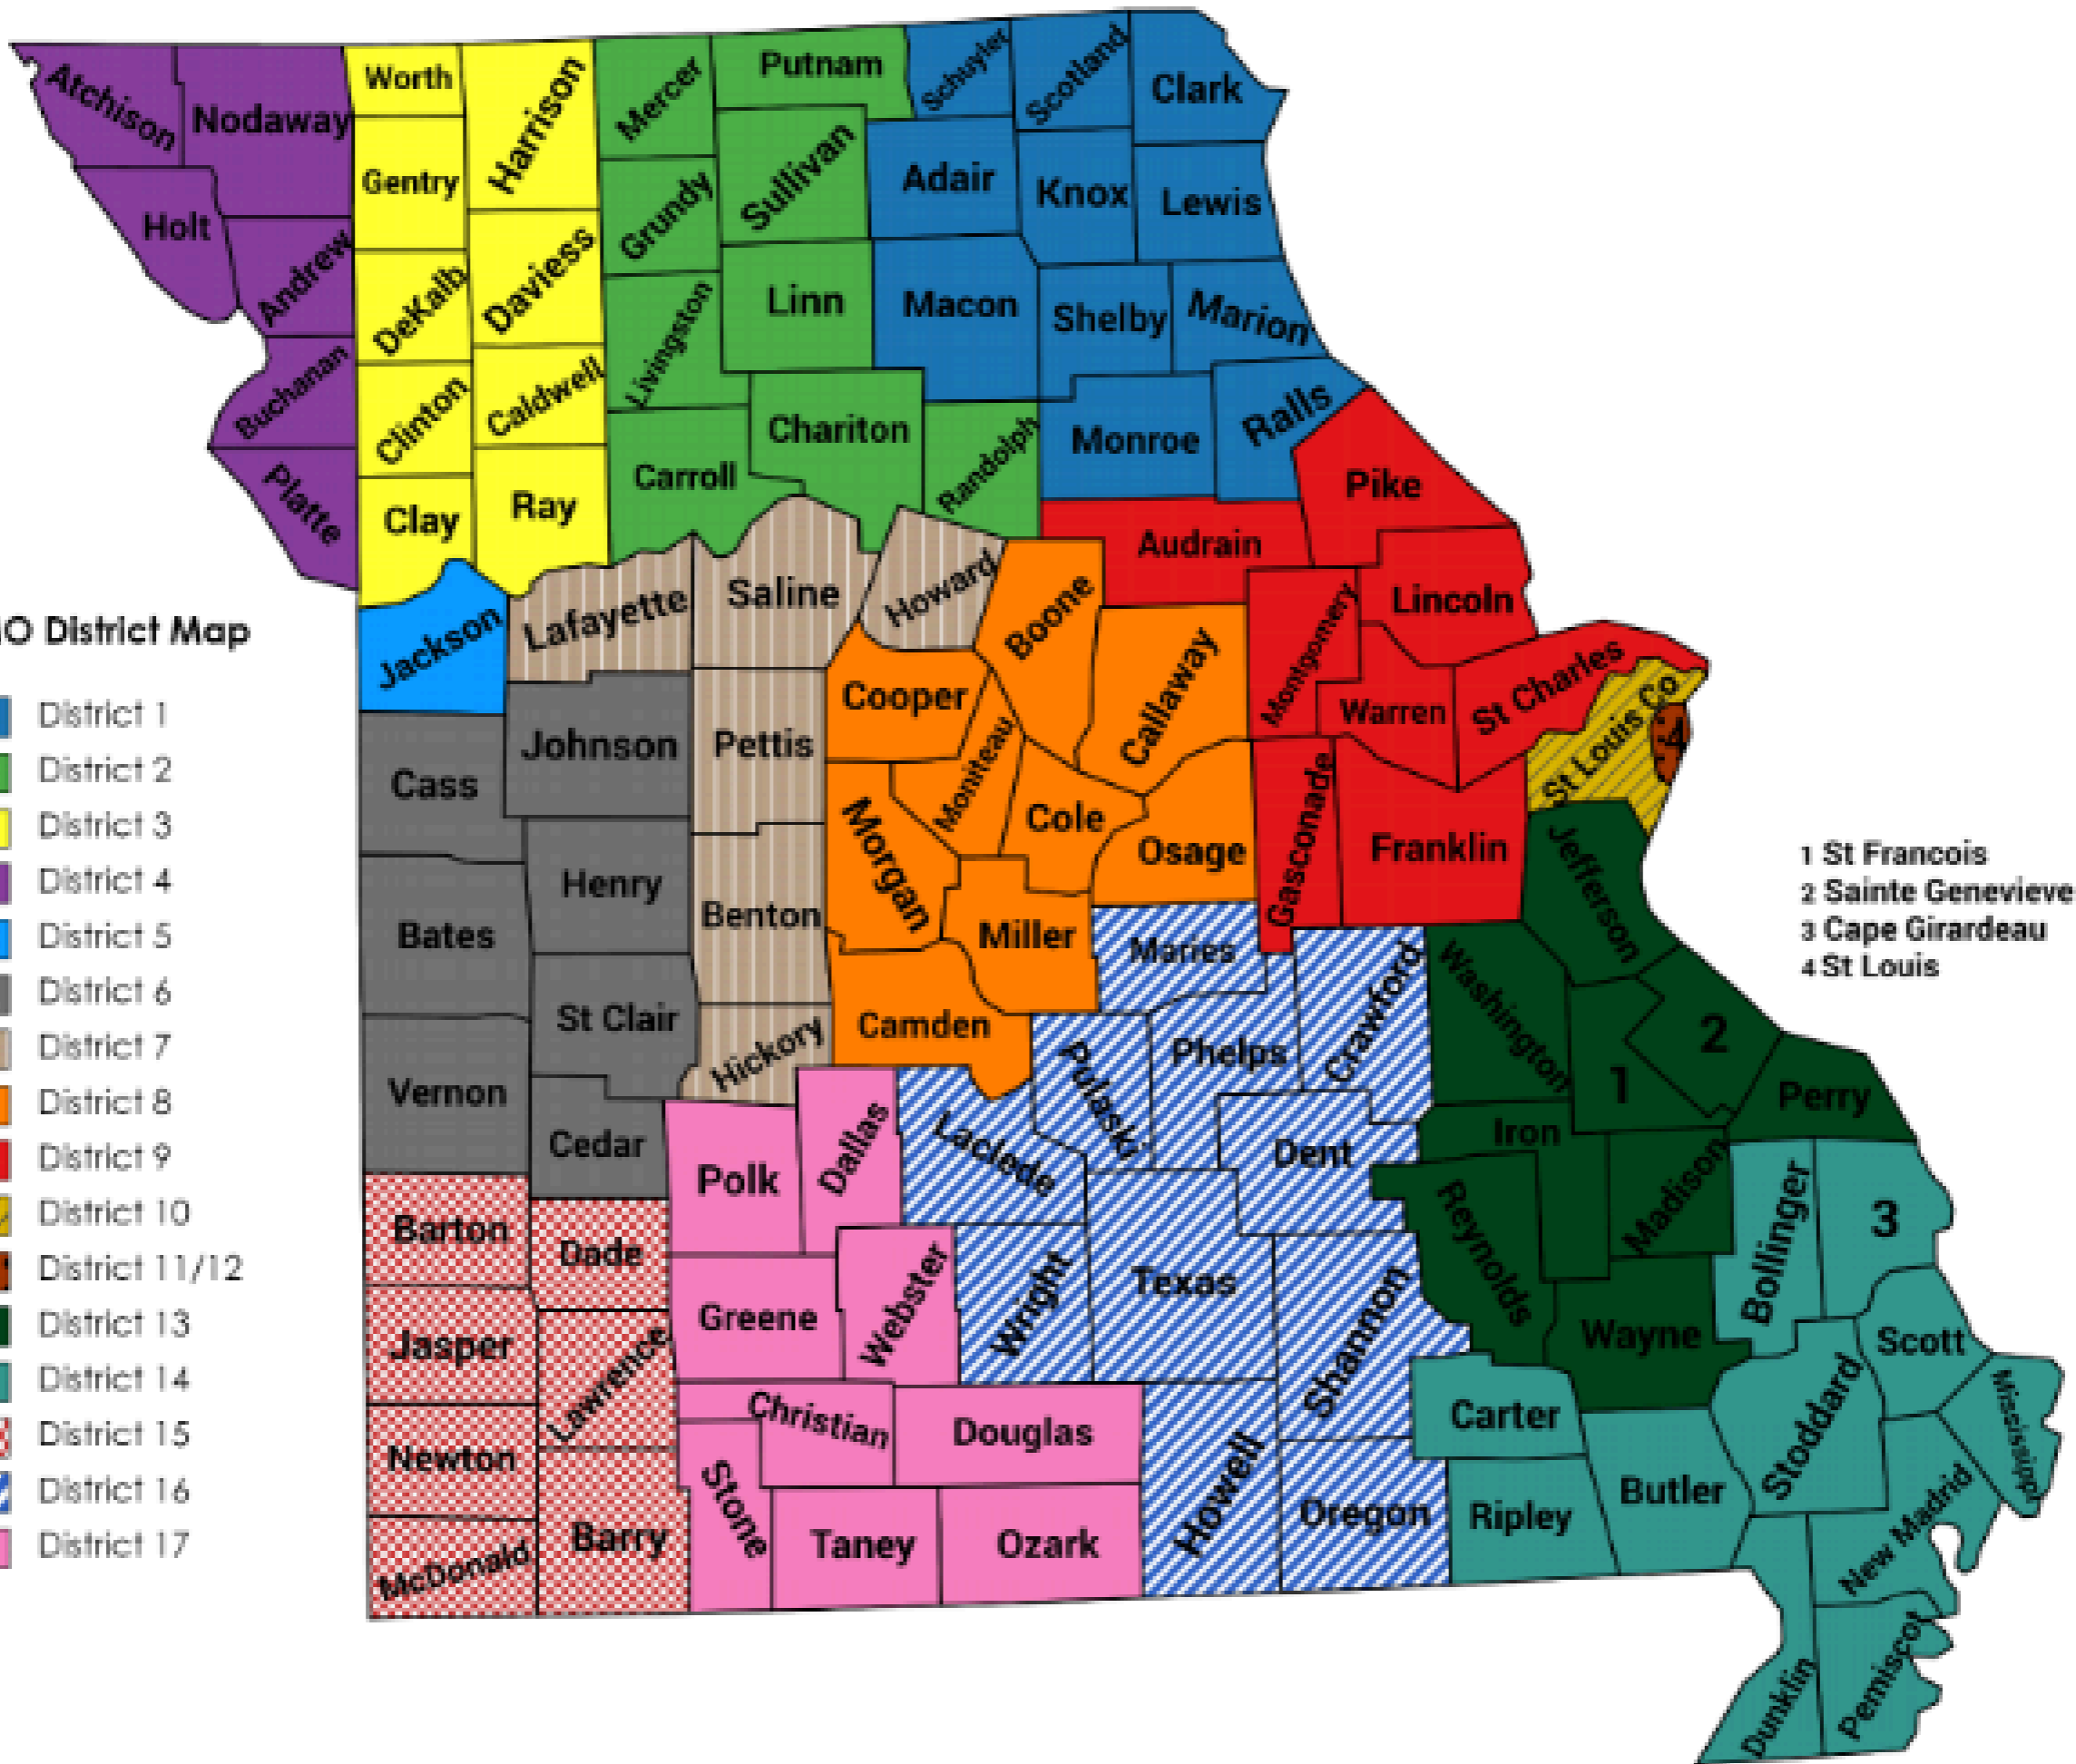 Atchison
Nodaway
Worth
Harrison
Mercer
Putnam
Schuyler
Scotland
Clark
Holt
Andrew
Gentry
DeKalb
Daviess
Grundy
Sullivan
Adair
Knox
Lewis
Buchanan
Clinton
Caldwell
Livingston
Linn
Macon
Shelby
Marion
Platte
Clay
Ray
Carroll
Chariton
Randolph
Monroe
Ralls
Pike
Audrain
Jackson
Lafayette
Saline
Howard
Boone
Callaway
Montgomery
Lincoln
Warren
St Charles
St Louis Co
4
Cass
Johnson
Pettis
Cooper
Moniteau
Cole
Osage
Gasconade
Franklin
Jefferson
Bates
Henry
Benton
Morgan
Miller
Maries
Crawford
Washington
1
2
Perry
Vernon
St Clair
Hickory
Camden
Pulaski
Phelps
Dent
Iron
Madison
Cedar
Polk
Dallas
Laclede
Reynolds
Bollinger
3
Barton
Dade
Greene
Webster
Wright
Texas
Shannon
Wayne
Scott
Jasper
Lawrence
Christian
Douglas
Howell
Carter
Stoddard
Mississippi
Newton
Barry
Stone
Taney
Ozark
Oregon
Ripley
Butler
New Madrid
McDonald
Dunklin
Pemiscot
O District Map
District 1
District 2
District 3
District 4
District 5
District 6
District 7
District 8
District 9
District 10
District 11/12
District 13
District 14
District 15
District 16
District 17
1 St Francois
2 Sainte Genevieve
3 Cape Girardeau
4 St Louis